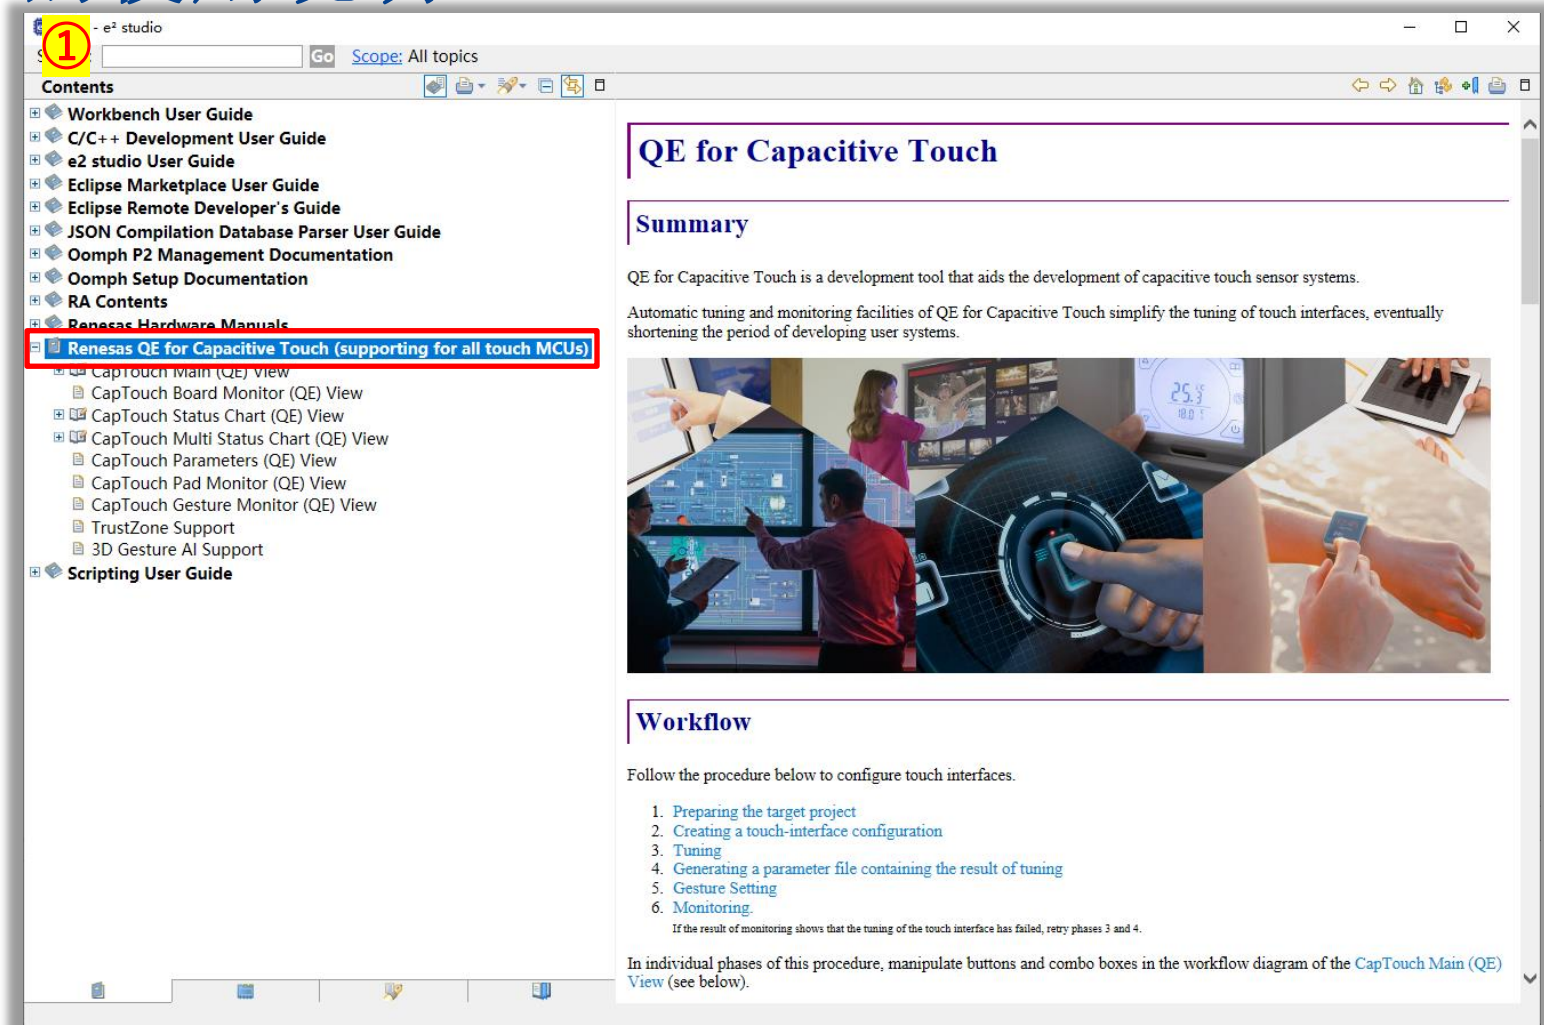 - e² studio
①
Go Scope: All topics
Contents
Workbench User Guide
C/C++ Development User Guide
e2 studio User Guide
Eclipse Marketplace User Guide
Eclipse Remote Developer's Guide
JSON Compilation Database Parser User Guide
Oomph P2 Management Documentation
Oomph Setup Documentation
RA Contents
Renesas Hardware Manuals
Renesas QE for Capacitive Touch (supporting for all touch MCUs)
CapTouch Main (QE) View
CapTouch Board Monitor (QE) View
CapTouch Status Chart (QE) View
CapTouch Multi Status Chart (QE) View
CapTouch Parameters (QE) View
CapTouch Pad Monitor (QE) View
CapTouch Gesture Monitor (QE) View
TrustZone Support
3D Gesture AI Support
Scripting User Guide
QE for Capacitive Touch
Summary
QE for Capacitive Touch is a development tool that aids the development of capacitive touch sensor systems.
Automatic tuning and monitoring facilities of QE for Capacitive Touch simplify the tuning of touch interfaces, eventually
shortening the period of developing user systems.
25.3
18.0
Workflow
Follow the procedure below to configure touch interfaces.
1. Preparing the target project
2. Creating a touch-interface configuration
3. Tuning
4. Generating a parameter file containing the result of tuning
5. Gesture Setting
6. Monitoring.
If the result of monitoring shows that the tuning of the touch interface has failed, retry phases 3 and 4.
In individual phases of this procedure, manipulate buttons and combo boxes in the workflow diagram of the CapTouch Main (QE)
View (see below).